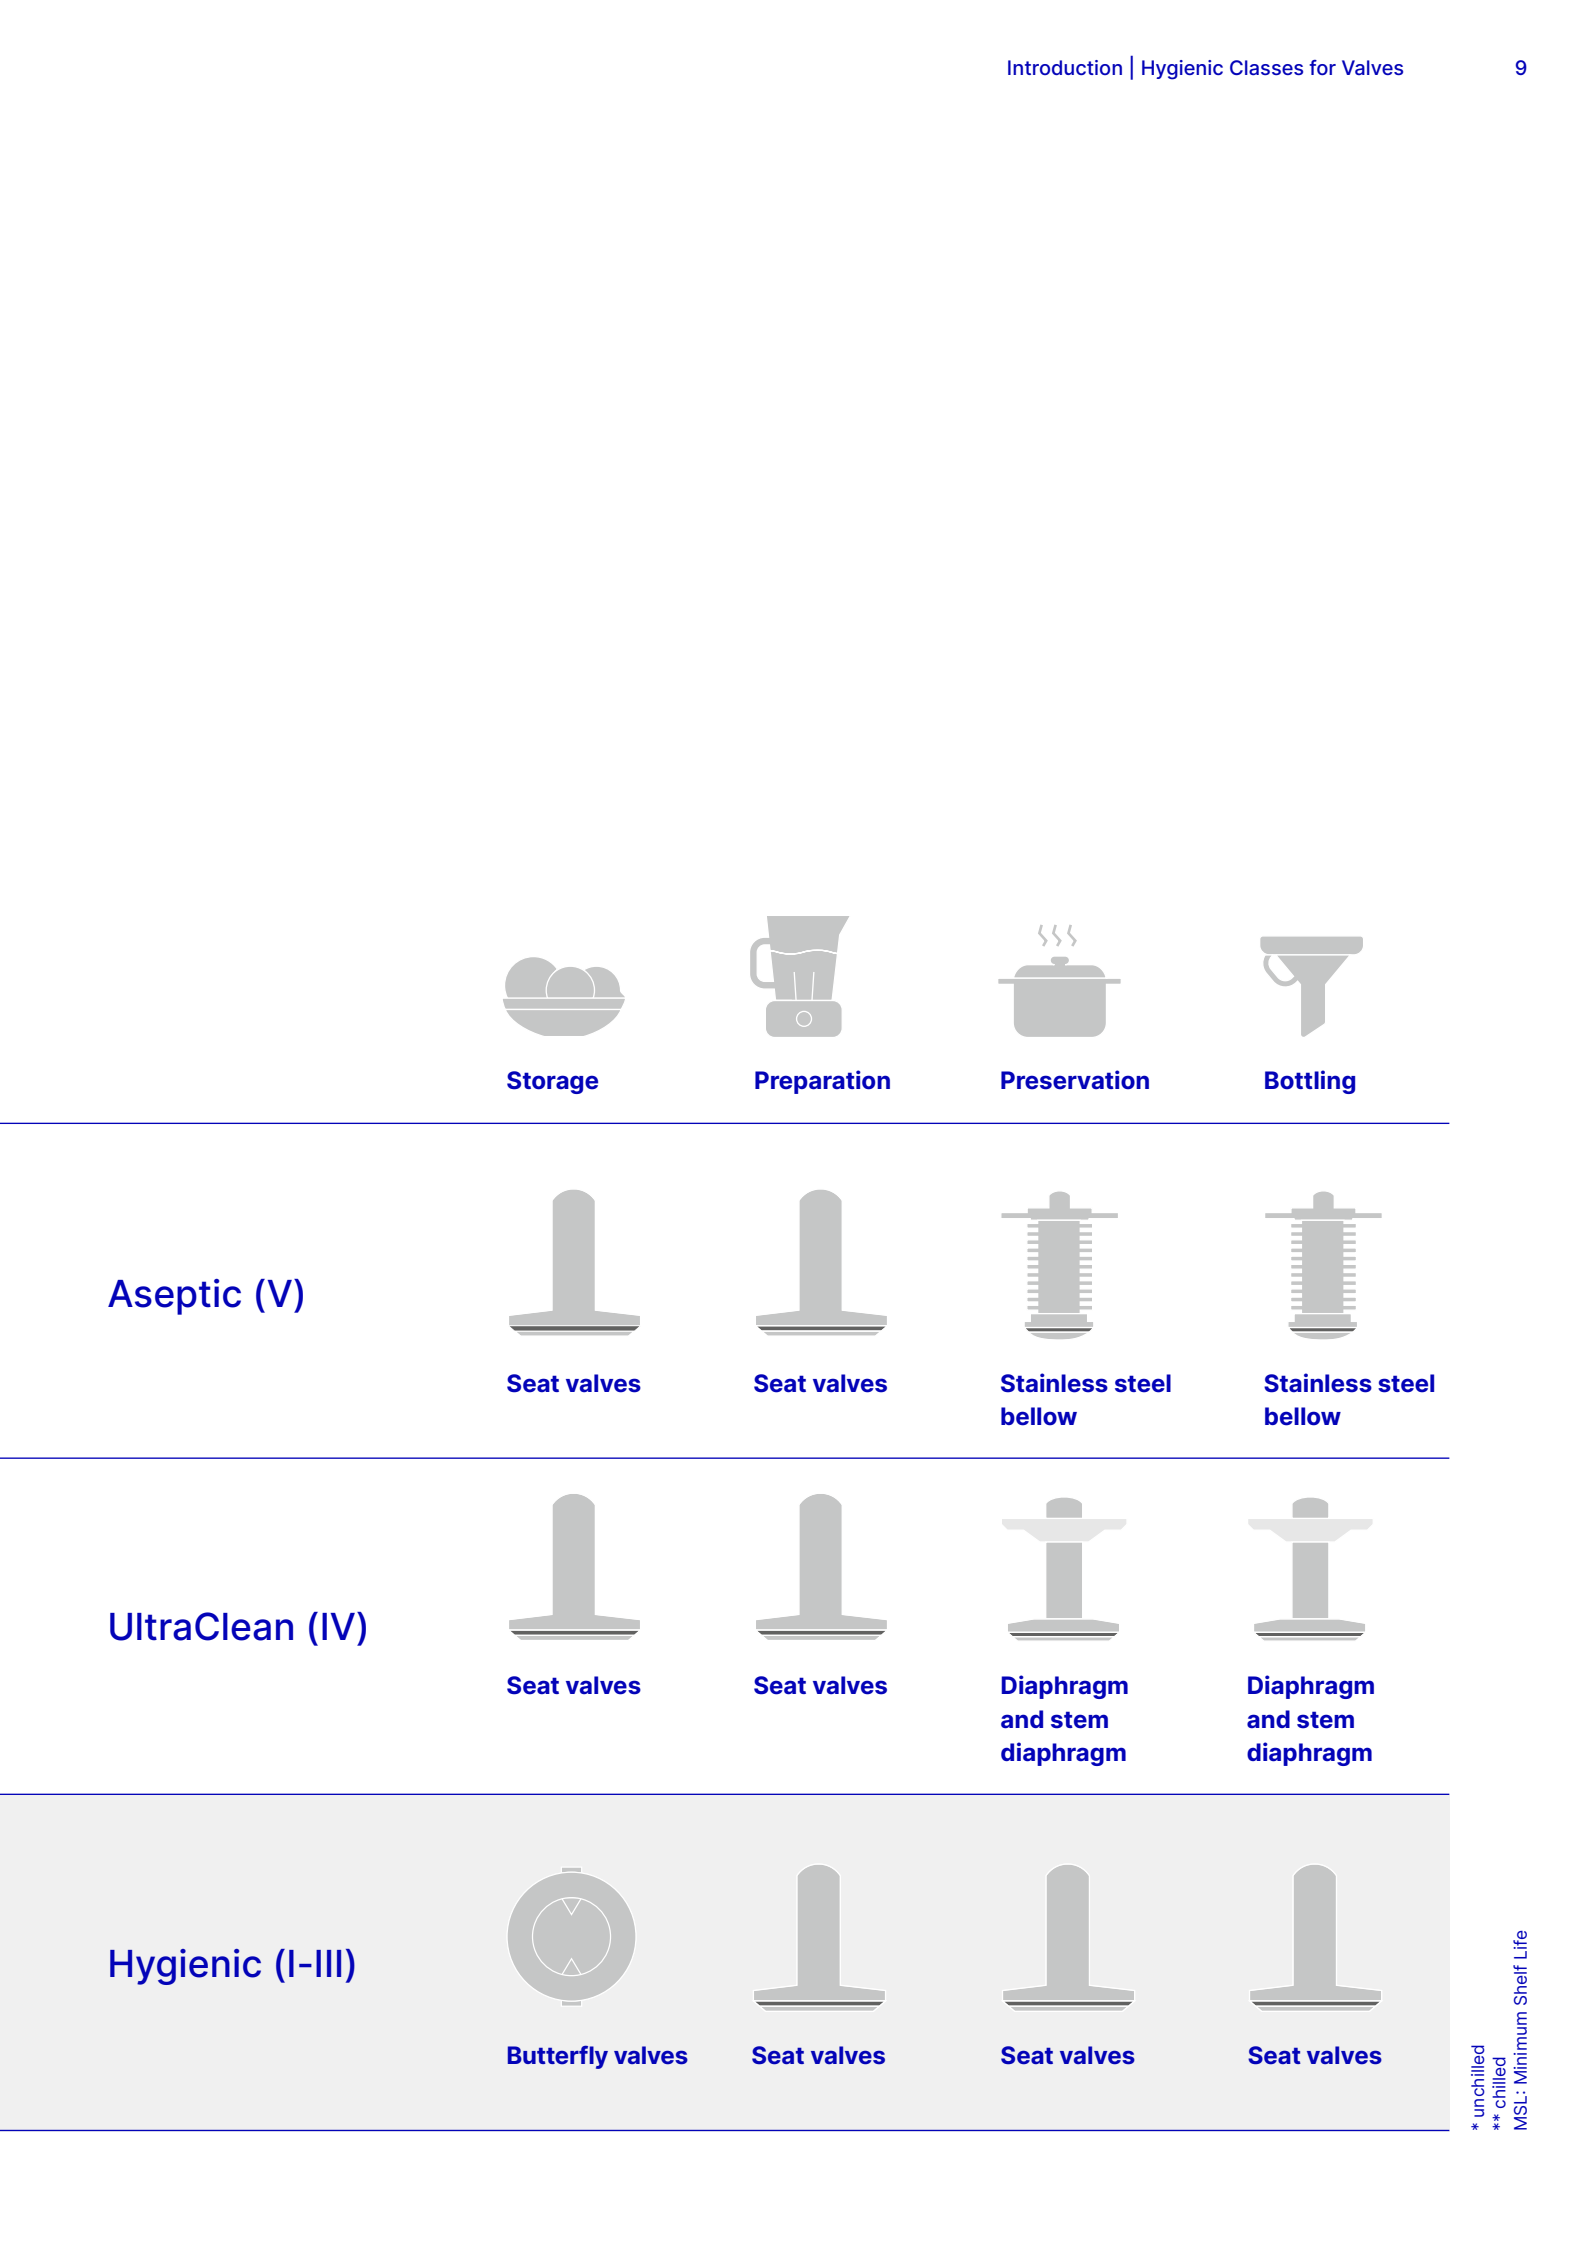 Introduction | Hygienic Classes for Valves 9
Storage Preparation Preservation Bottling
Aseptic (V)
Seat valves Seat valves Stainless steel Stainless steel
bellow bellow
UltraClean (IV)
Seat valves Seat valves Diaphragm Diaphragm
and stem and stem
diaphragm diaphragm
Hygienic (I-III)
Butterfly valves Seat valves Seat valves Seat valves
* unchilled
** chilled
MSL: Minimum Shelf Life